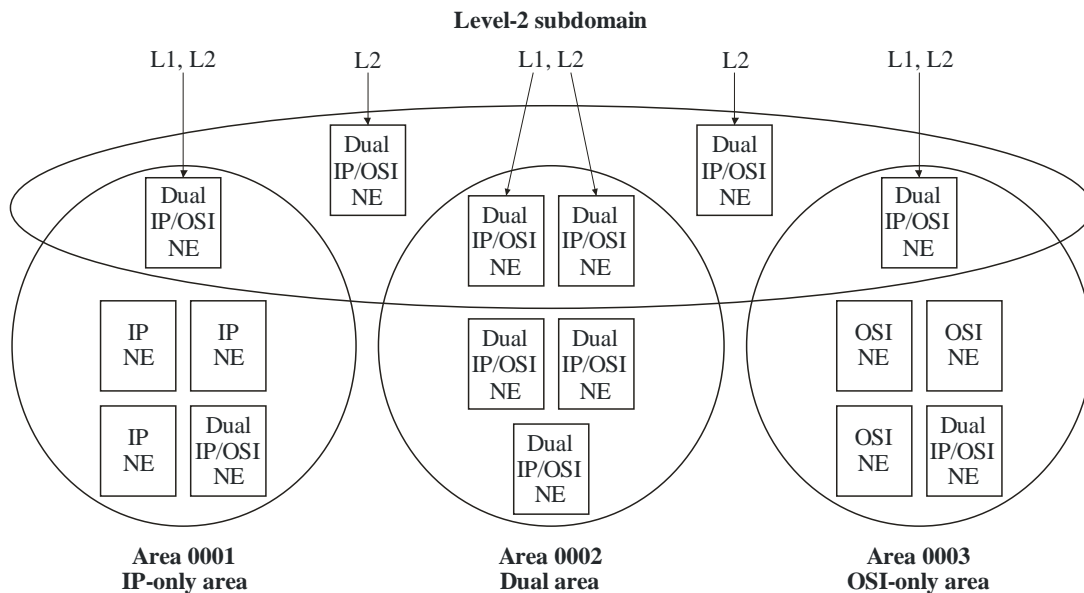 Level-2 subdomain
L1, L2
L2
L1, L2
L2
L1, L2
Dual
IP/OSI
NE
Dual
IP/OSI
NE
Dual
IP/OSI
NE
Dual
IP/OSI
NE
Dual
IP/OSI
NE
Dual
IP/OSI
NE
IP
NE
IP
NE
IP
NE
Dual
IP/OSI
NE
Dual
IP/OSI
NE
Dual
IP/OSI
NE
Dual
IP/OSI
NE
OSI
NE
OSI
NE
OSI
NE
Dual
IP/OSI
NE
Area 0001
IP-only area
Area 0002
Dual area
Area 0003
OSI-only area